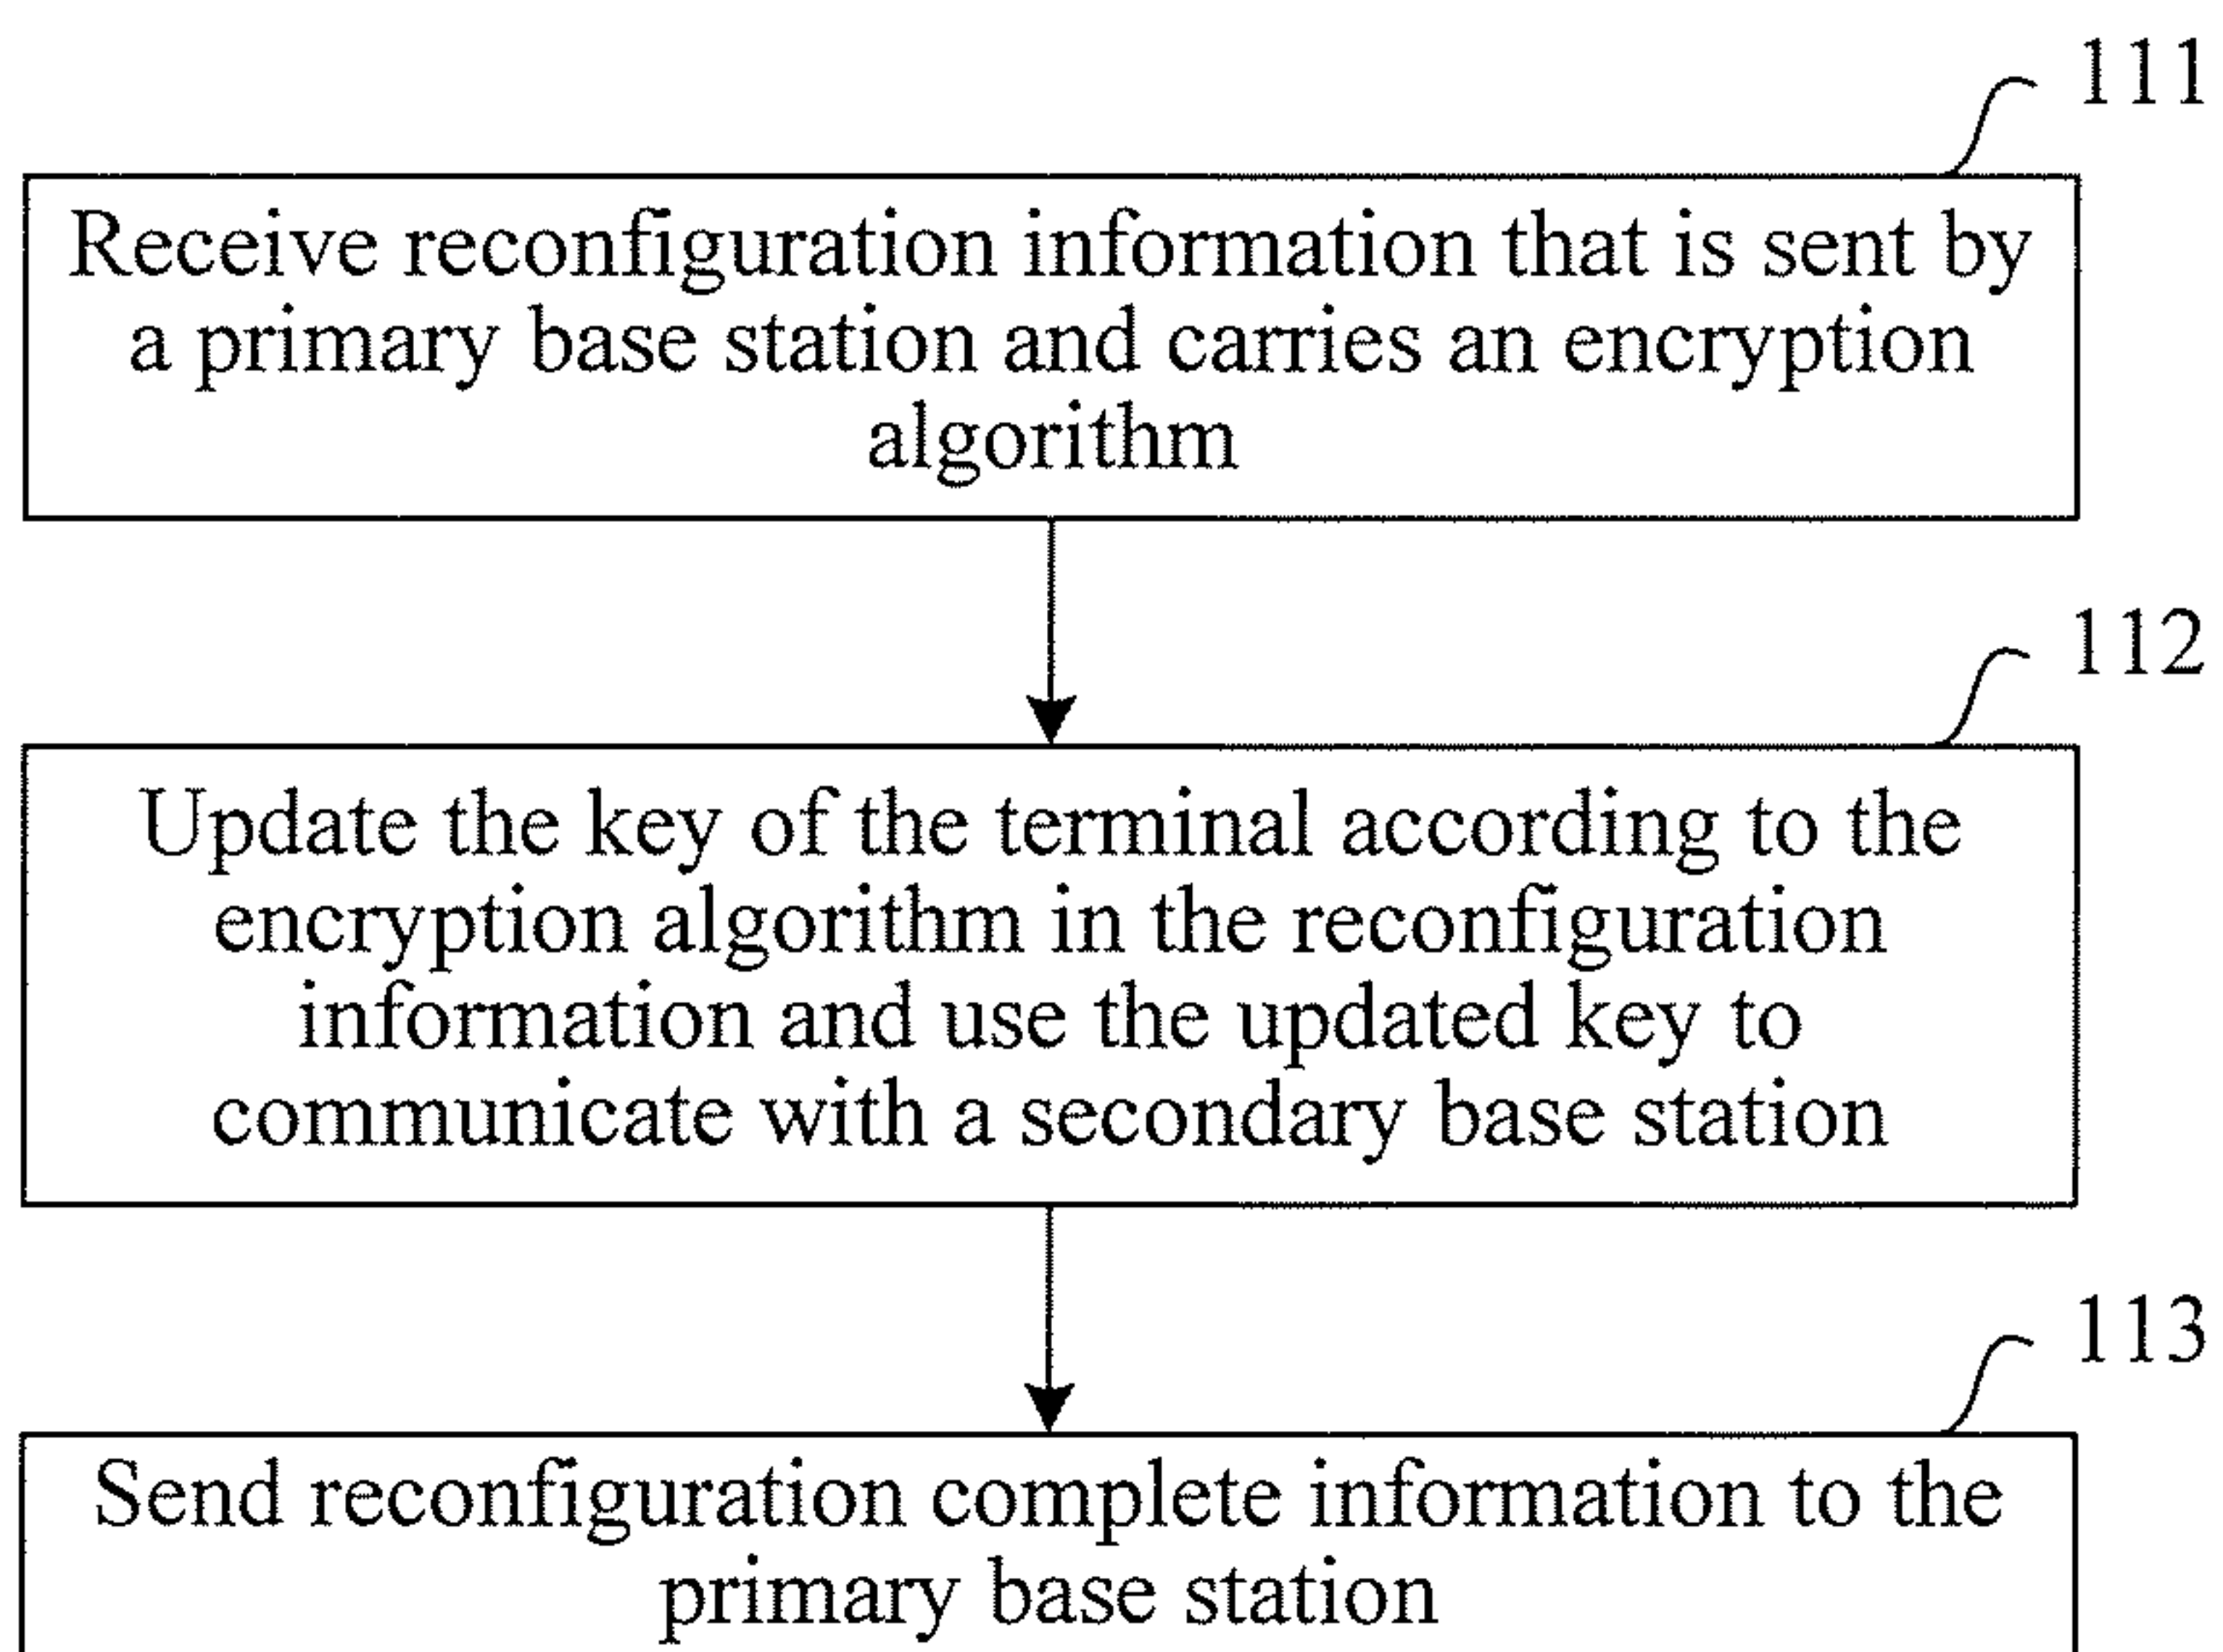 111
Receive reconfiguration information that is sent by
a primary base station and carries an encryption
algorithm
112
Update the key of the terminal according to the
encryption algorithm in the reconfiguration
information and use the updated key to
communicate with a secondary base station
113
Send reconfiguration complete information to the
primary base station